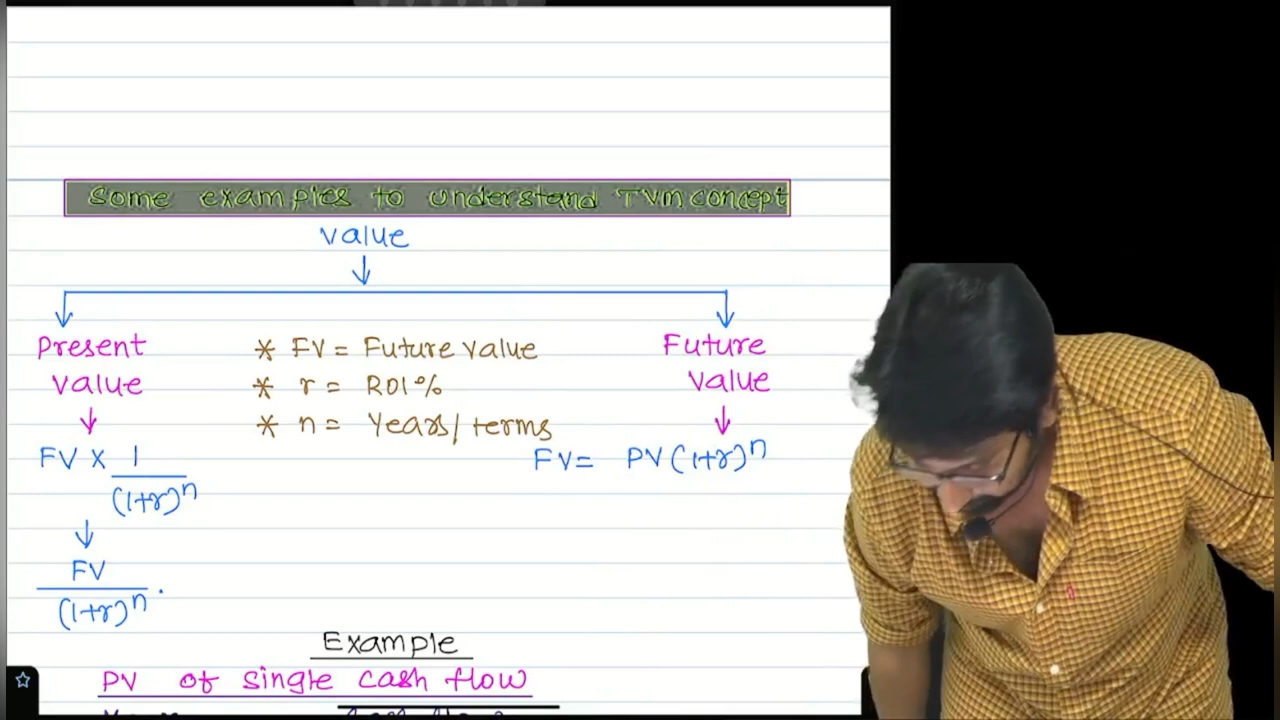 Some examples to understand TVM concept
Value
Present Value
FV × 1/(1+r)^n
FV/(1+r)^n
* FV = Future Value
* r = ROI%
* n = Years/terms
Future Value
FV= PV(1+r)^n
Example
PV of single cash flow